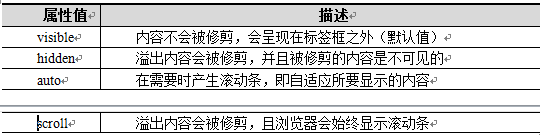 属性值 描述
visible 内容不会被修剪，会呈现在标签框之外（默认值）
hidden 溢出内容会被修剪，并且被修剪的内容是不可见的
auto 在需要时产生滚动条，即自适应所要显示的内容
scroll 溢出内容会被修剪，且浏览器会始终显示滚动条